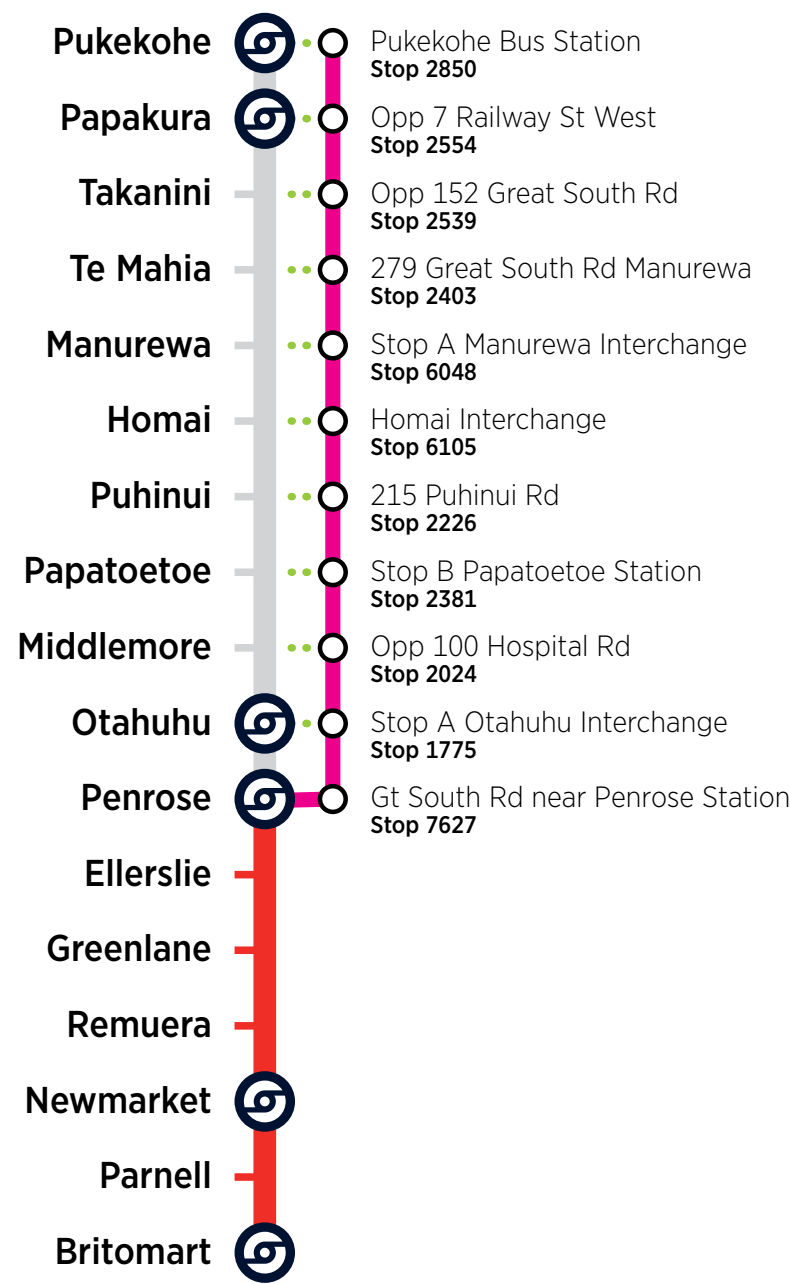 Pukekohe
Pukekohe Bus Station
Stop 2850
Papakura
Opp 7 Railway St West
Stop 2554
Takanini
Opp 152 Great South Rd
Stop 2539
Te Mahia
279 Great South Rd Manurewa
Stop 2403
Manurewa
Stop A Manurewa Interchange
Stop 6048
Homai
Homai Interchange
Stop 6105
Puhinui
215 Puhinui Rd
Stop 2226
Papatoetoe
Stop B Papatoetoe Station
Stop 2381
Middlemore
Opp 100 Hospital Rd
Stop 2024
Otahuhu
Stop A Otahuhu Interchange
Stop 1775
Penrose
Gt South Rd near Penrose Station
Stop 7627
Ellerslie
Greenlane
Remuera
Newmarket
Parnell
Britomart